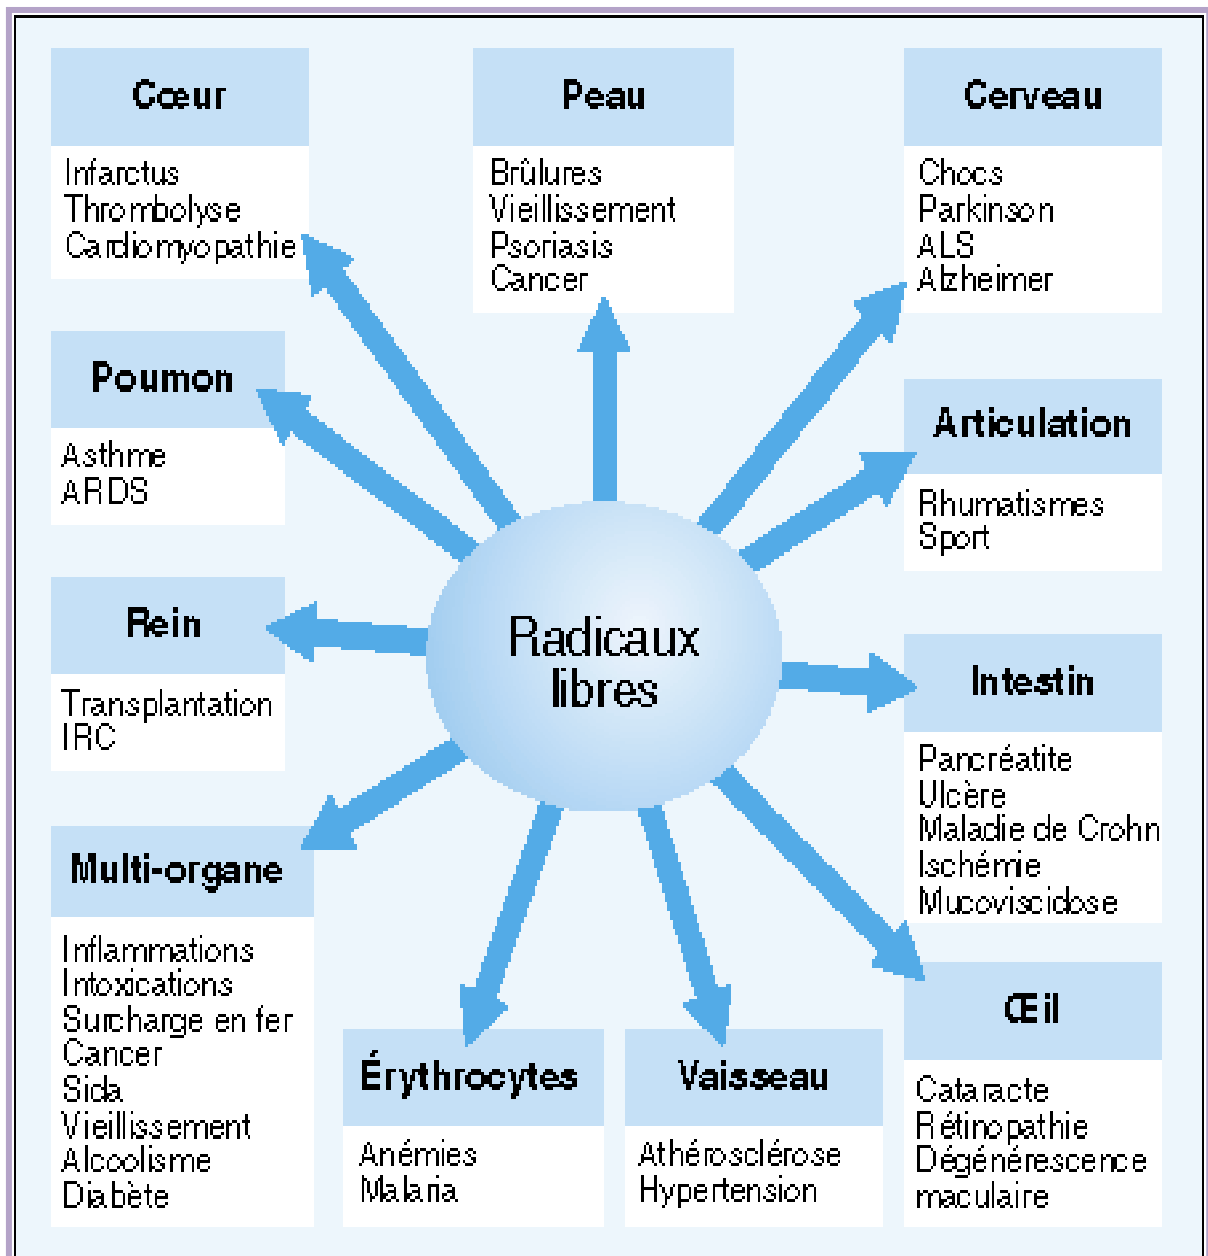 Cœur
Infarctus
Thrombolyse
Cardiomyopathie
Peau
Brûlures
Vieillissement
Psoriasis
Cancer
Cerveau
Chocs
Parkinson
ALS
Alzheimer
Poumon
Asthme
ARDS
Articulation
Rhumatismes
Sport
Rein
Transplantation
IRC
Radicaux
libres
Intestin
Pancréatite
Ulcère
Maladie de Crohn
Ischémie
Mucoviscidose
Multi-organe
Inflammations
Intoxications
Surcharge en fer
Cancer
Sida
Vieillissement
Alcoolisme
Diabète
Érythrocytes
Anémies
Malaria
Vaisseau
Athérosclérose
Hypertension
Œil
Cataracte
Rétinopathie
Dégénérescence
maculaire